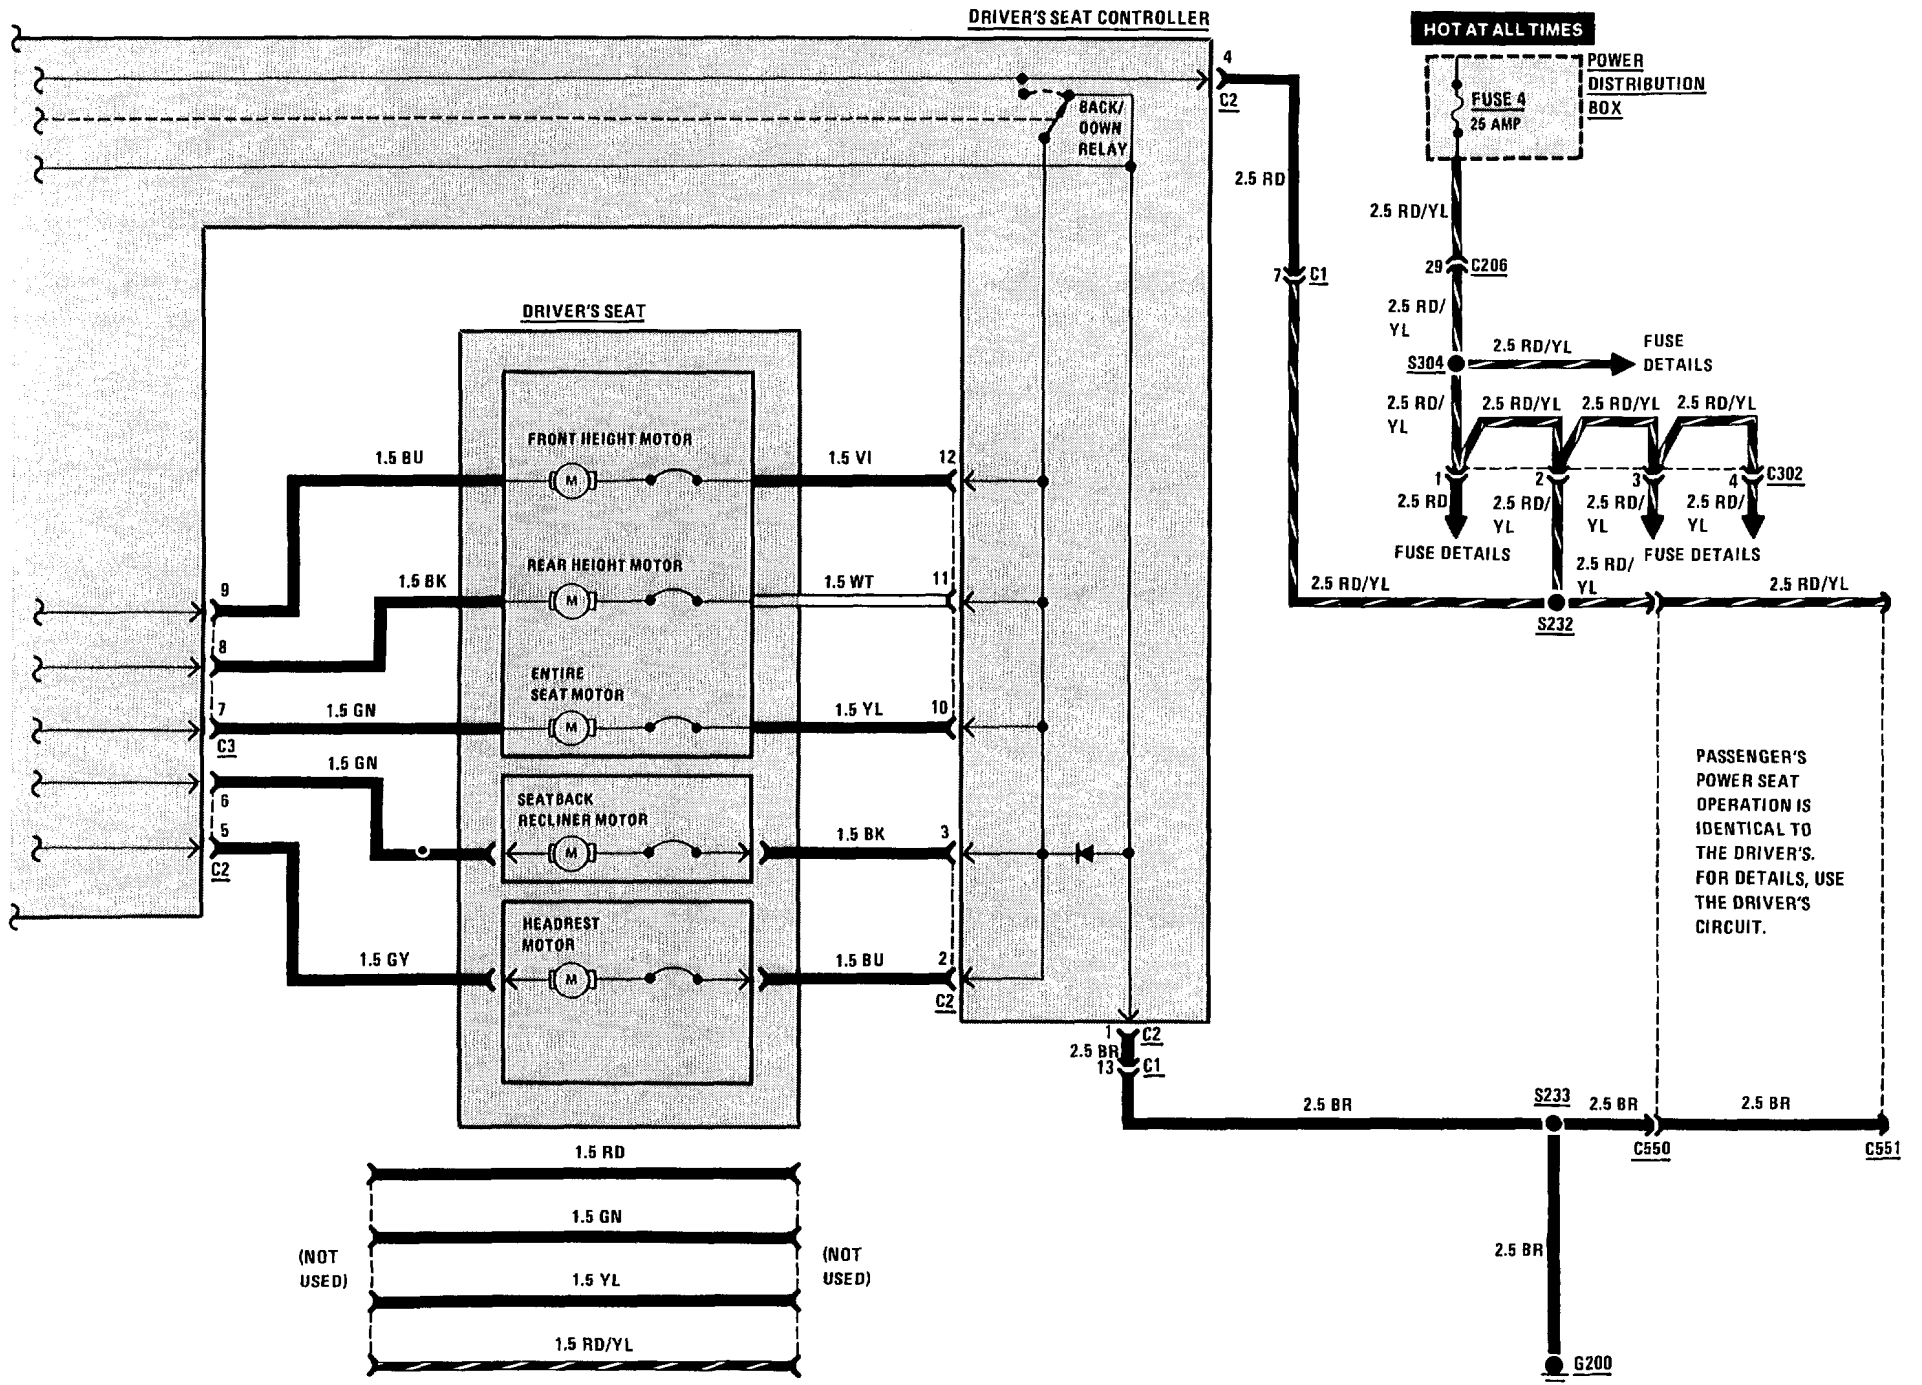 DRIVER'S SEAT CONTROLLER
HOT AT ALL TIMES
4
C2
BACK/
DOWN
RELAY
POWER
DISTRIBUTION
BOX
FUSE 4
25 AMP
2.5 RD
2.5 RD/YL
29
C206
7
C1
2.5 RD/
YL
S304
2.5 RD/YL
FUSE
DETAILS
2.5 RD/
YL
2.5 RD/YL
2.5 RD/YL
2.5 RD/YL
1
2
3
4
C302
2.5 RD
2.5 RD/
YL
2.5 RD/
YL
2.5 RD/
YL
FUSE DETAILS
FUSE DETAILS
2.5 RD/YL
2.5 RD/
YL
2.5 RD/YL
S232
DRIVER'S SEAT
FRONT HEIGHT MOTOR
1.5 BU
M
1.5 VI
12
REAR HEIGHT MOTOR
1.5 BK
M
1.5 WT
11
9
8
ENTIRE
SEAT MOTOR
7
C3
1.5 GN
M
1.5 YL
10
1.5 GN
6
5
C2
SEATBACK
RECLINER MOTOR
M
1.5 BK
3
HEADREST
MOTOR
1.5 GY
M
1.5 BU
2
C2
PASSENGER'S
POWER SEAT
OPERATION IS
IDENTICAL TO
THE DRIVER'S.
FOR DETAILS, USE
THE DRIVER'S
CIRCUIT.
1
C2
2.5 BR
13
C1
2.5 BR
S233
2.5 BR
2.5 BR
C550
C551
1.5 RD
1.5 GN
(NOT
USED)
(NOT
USED)
1.5 YL
1.5 RD/YL
2.5 BR
G200